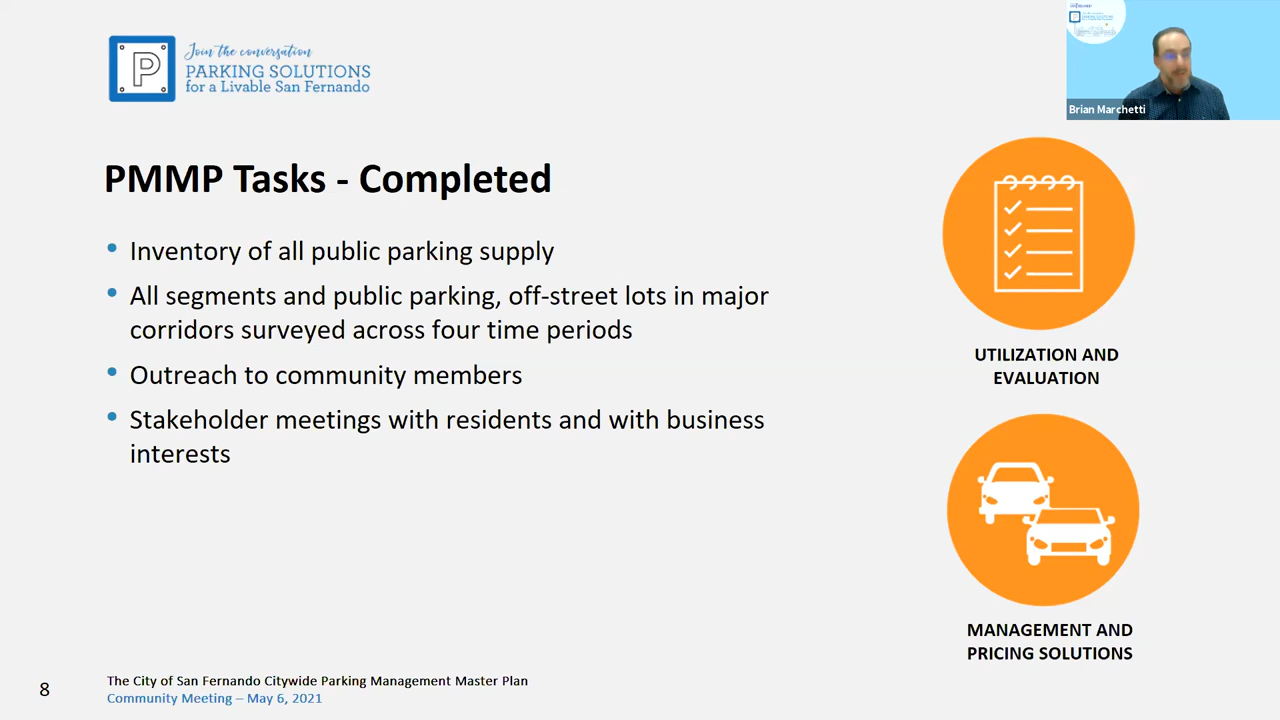 Join the conversation
PARKING SOLUTIONS
for a Livable San Fernando
P
Brian Marchetti
PMMP Tasks - Completed
• Inventory of all public parking supply
• All segments and public parking, off-street lots in major
corridors surveyed across four time periods
• Outreach to community members
• Stakeholder meetings with residents and with business
interests
UTILIZATION AND
EVALUATION
MANAGEMENT AND
PRICING SOLUTIONS
8
The City of San Fernando Citywide Parking Management Master Plan
Community Meeting – May 6, 2021